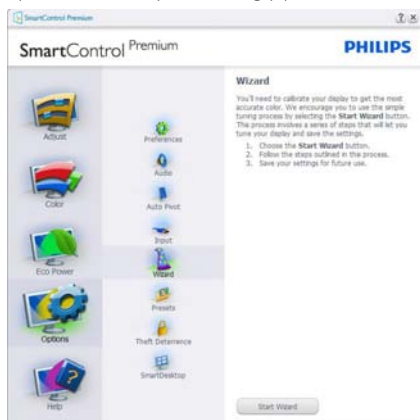 SmartControl Premium
SmartControl Premium
PHILIPS
Adjust
Color
Eco Power
Options
Help
Preferences
Audio
Auto Pivot
Input
Wizard
Presets
Theft Deterrence
SmartDesktop
Wizard
You'll need to calibrate your display to get the most
accurate color. We encourage you to use the simple
tuning process by selecting the Start Wizard button.
The process involves a series of steps that will let you
tune your display and save the settings.
1. Choose the Start Wizard button.
2. Follow the steps outlined in the process.
3. Save your settings for future use.
Start Wizard